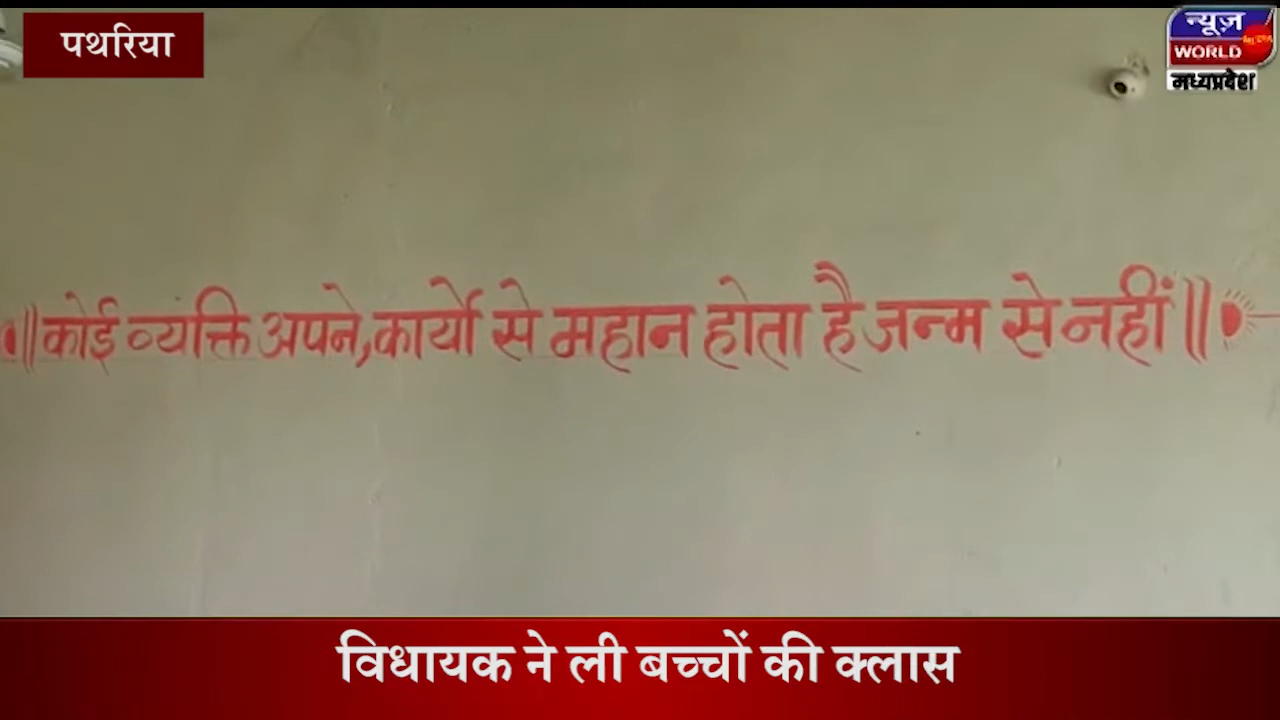 पथरिया
न्यूज़
WORLD
मध्यप्रदेश
॥ कोई व्यक्ति अपने, कार्यो से महान होता है जन्म से नहीं ॥
विधायक ने ली बच्चों की क्लास